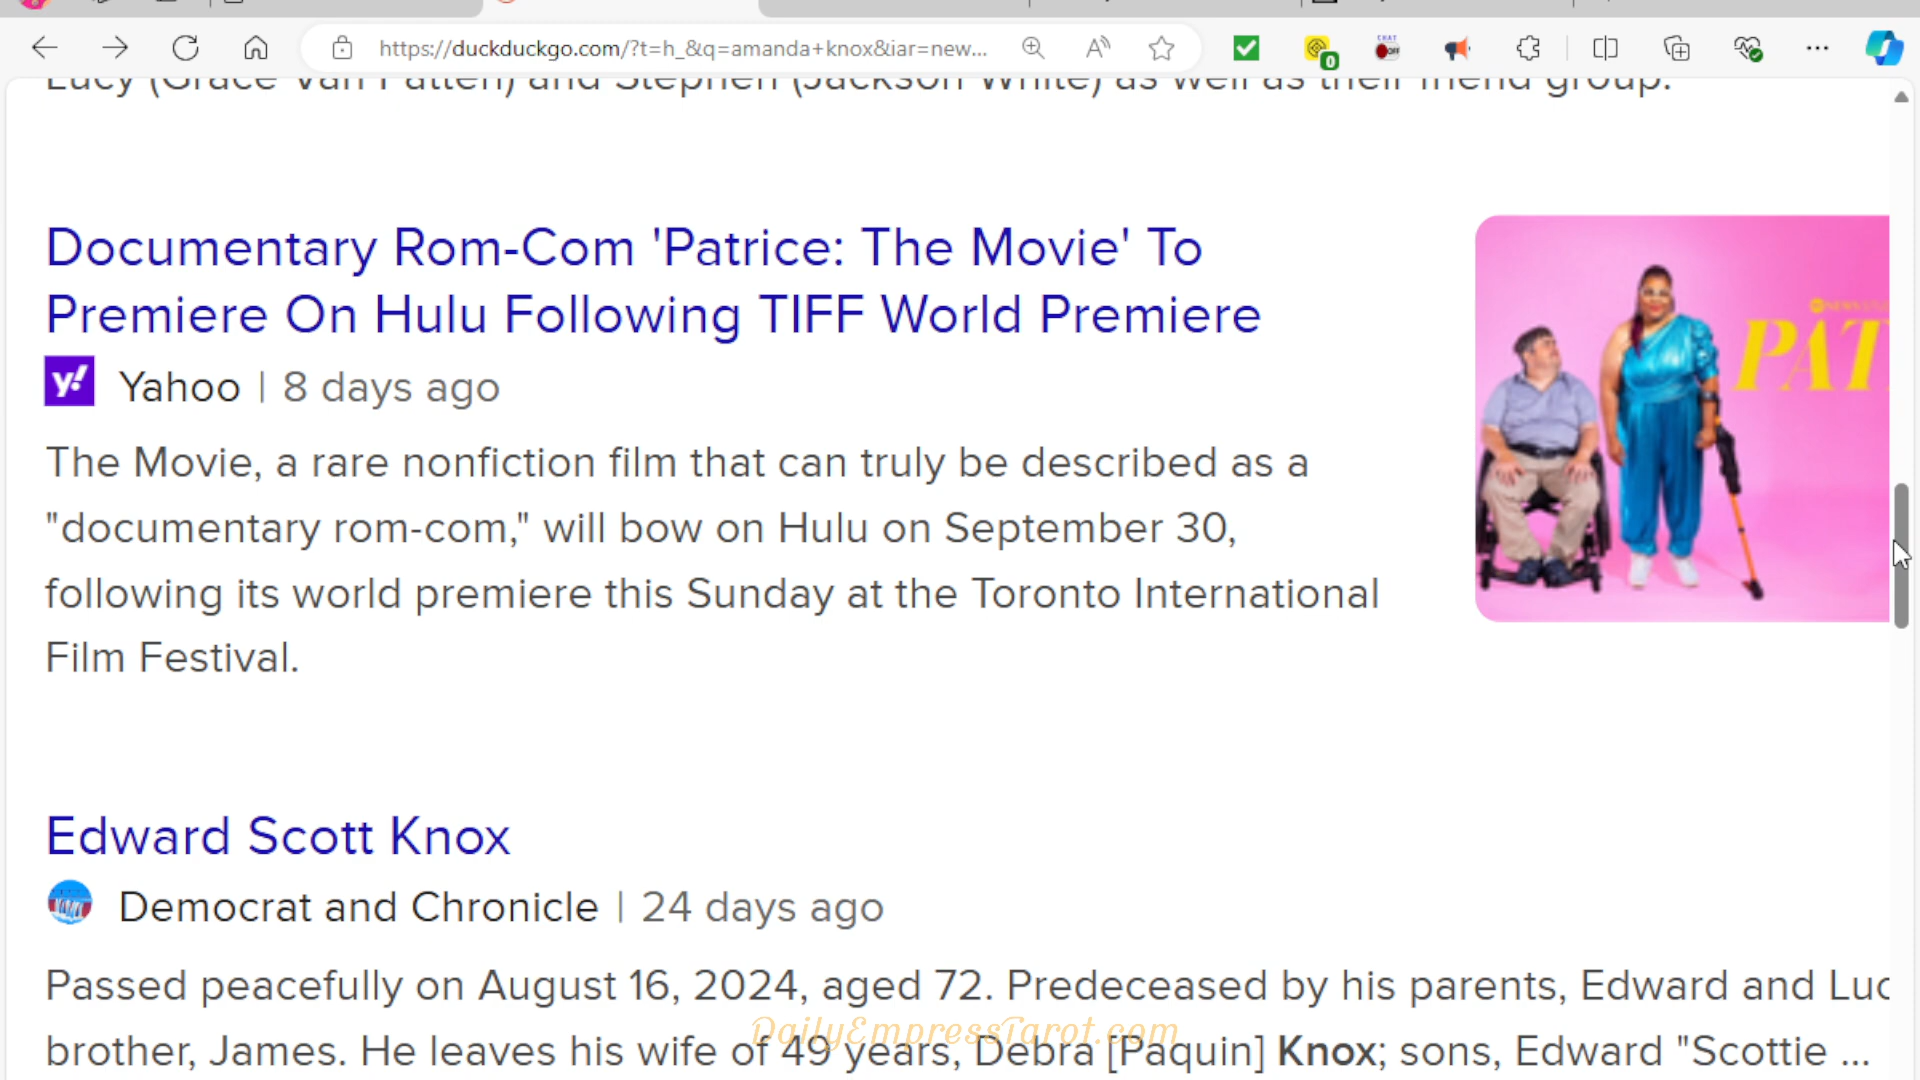 https://duckduckgo.com/?t=h_&q=amanda+knox&iar=new...
A))
0
CHAT
OFF
Lucy (Grace Van Patten) and Stephen (Jackson White) as well as their friend group.
Documentary Rom-Com 'Patrice: The Movie' To
Premiere On Hulu Following TIFF World Premiere
y! Yahoo | 8 days ago
PAT
The Movie, a rare nonfiction film that can truly be described as a
"documentary rom-com," will bow on Hulu on September 30,
following its world premiere this Sunday at the Toronto International
Film Festival.
Edward Scott Knox
Democrat and Chronicle | 24 days ago
Passed peacefully on August 16, 2024, aged 72. Predeceased by his parents, Edward and Luc
DailyEmpressTarot.com
brother, James. He leaves his wife of 49 years, Debra [Paquin] Knox; sons, Edward "Scottie ...